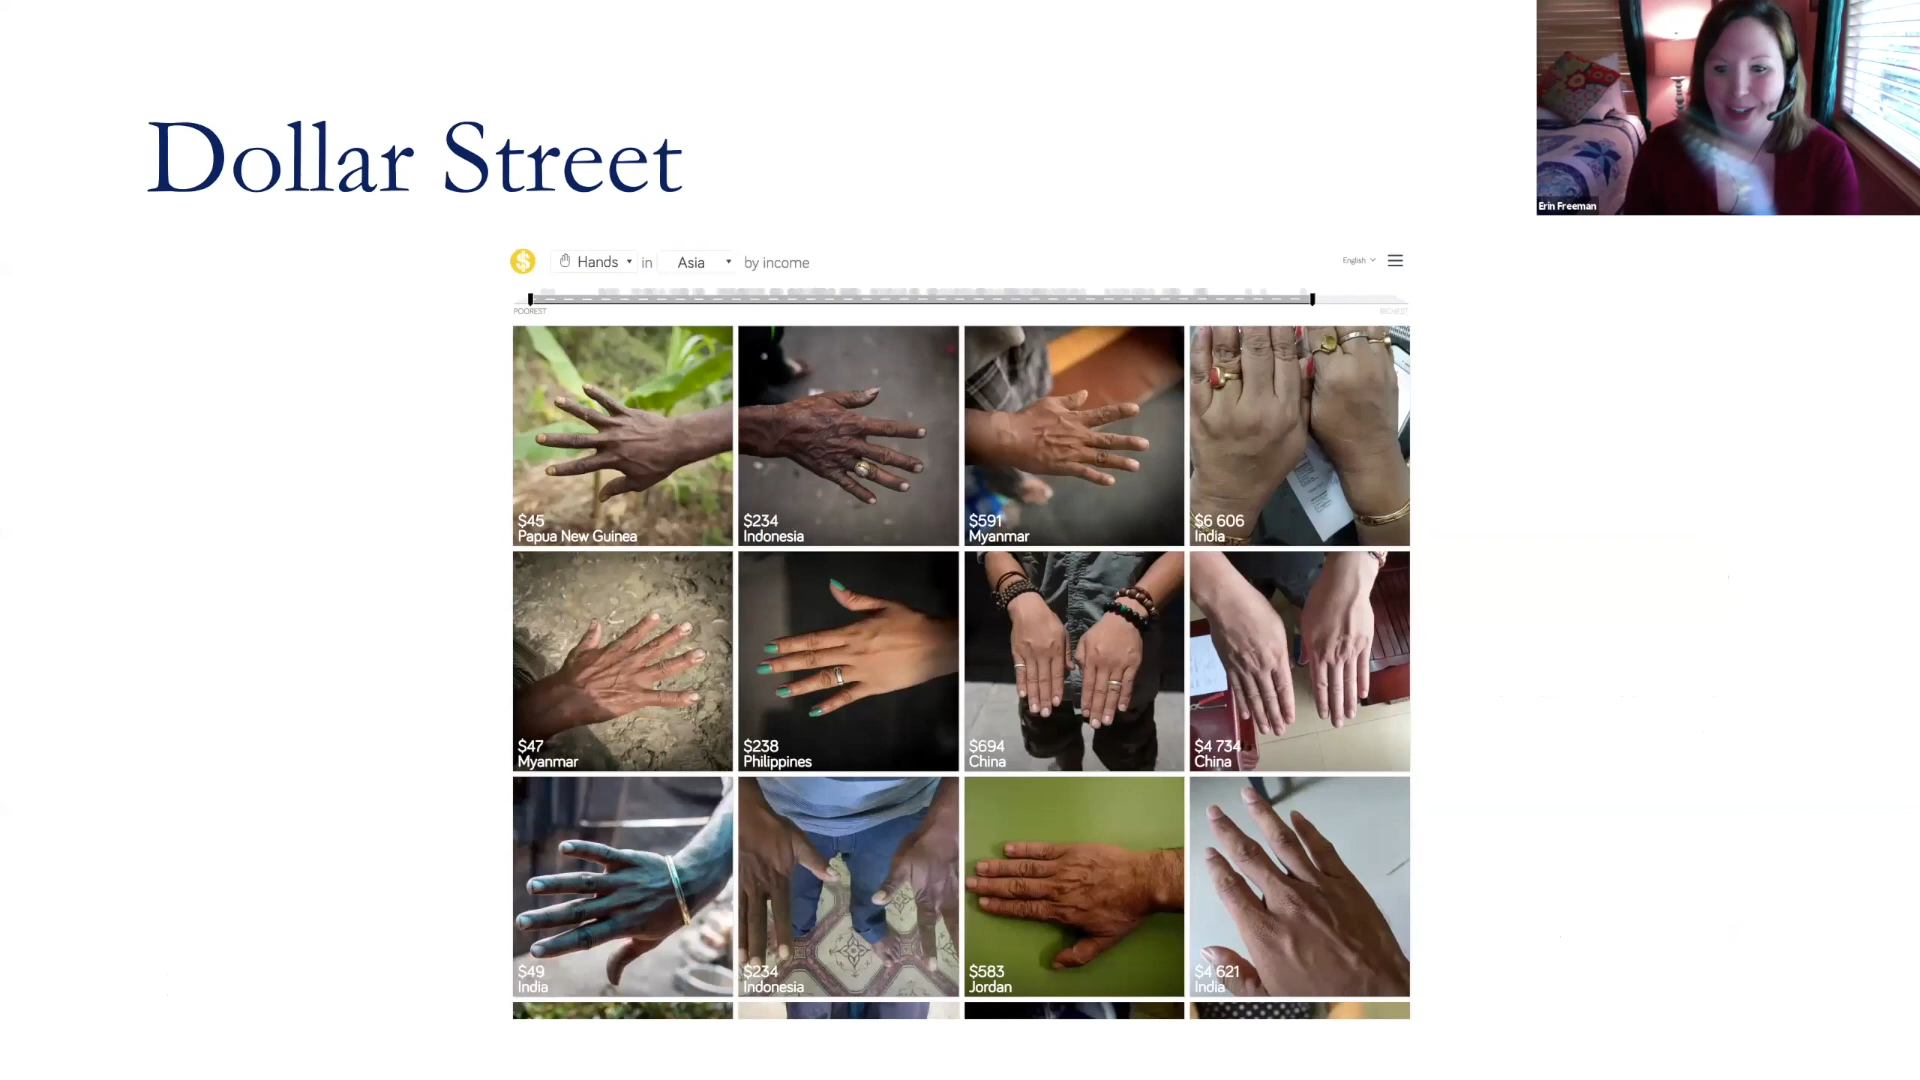 Dollar Street
Erin Freeman
$ Hands in Asia by income
English
POOREST
RICHEST
$45
Papua New Guinea
$234
Indonesia
$591
Myanmar
$6 606
India
$47
Myanmar
$238
Philippines
$694
China
$4 734
China
$49
India
$234
Indonesia
$583
Jordan
$4 621
India